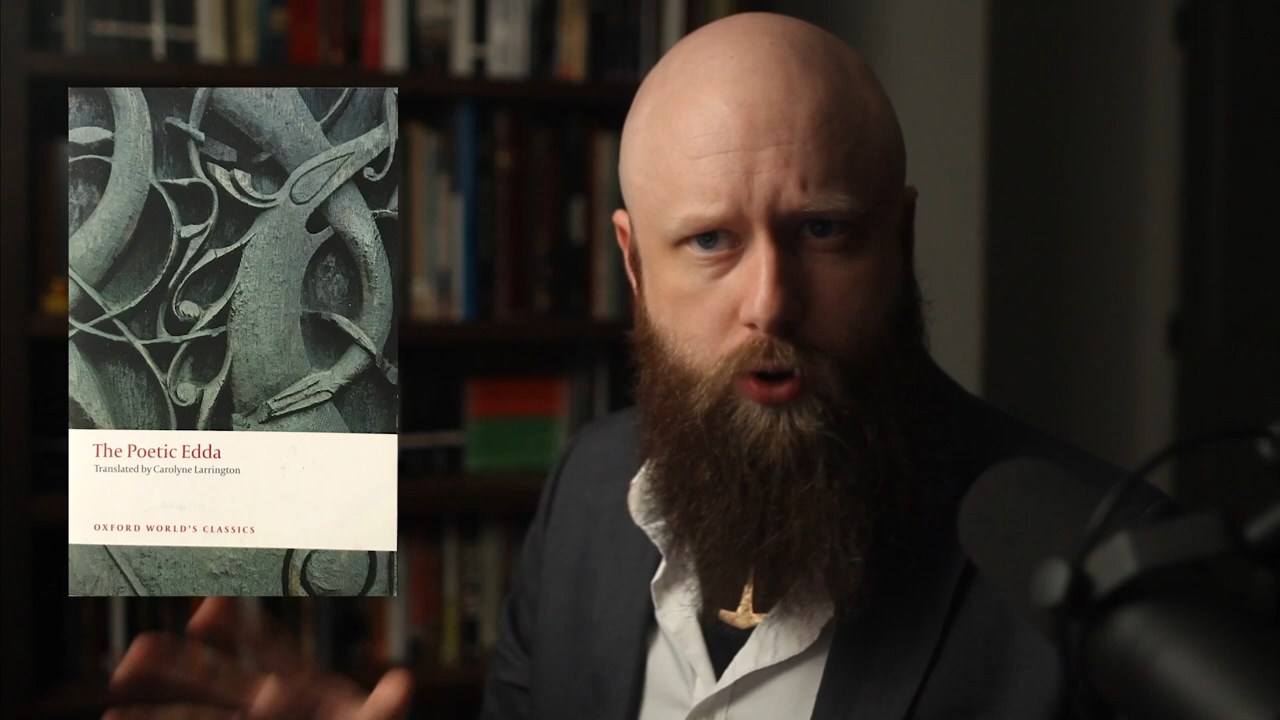 The Poetic Edda
Translated by Carolyne Larrington
OXFORD WORLD'S CLASSICS